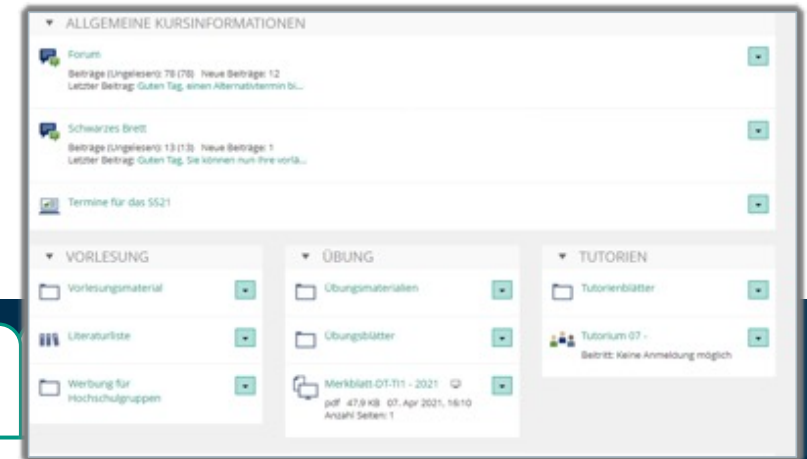 ALLGEMEINE KURSINFORMATIONEN
Forum
Beiträge (Ungelesen): 78 (78) Neue Beiträge: 12
Letzter Beitrag: Guten Tag, einen Alternativtermin bi...
Schwarzes Brett
Beiträge (Ungelesen): 13 (13) Neue Beiträge: 1
Letzter Beitrag: Guten Tag, Sie können nun Ihre vorlä...
Termine für das SS21
VORLESUNG
Vorlesungsmaterial
Literaturliste
Werbung für
Hochschulgruppen
ÜBUNG
Übungsmaterialien
Übungsblätter
Merkblatt-DT-TI1 - 2021
pdf 47,9 KB 07. Apr 2021, 16:10
Anzahl Seiten: 1
TUTORIEN
Tutorienblätter
Tutorium 07 -
Beitritt: Keine Anmeldung möglich